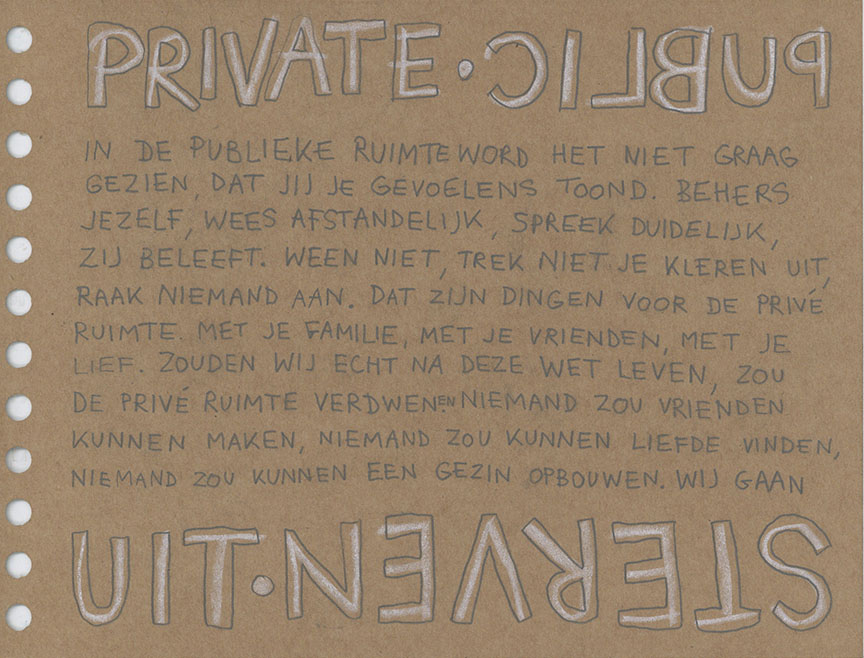 PRIVATE · PUBLIC
IN DE PUBLIEKE RUIMTE WORD HET NIET GRAAG
GEZIEN, DAT JIJ JE GEVOELENS TOOND. BEHERS
JEZELF, WEES AFSTANDELIJK, SPREEK DUIDELIJK,
ZIJ BELEEFT. WEEN NIET, TREK NIET JE KLEREN UIT,
RAAK NIEMAND AAN. DAT ZIJN DINGEN VOOR DE PRIVÉ
RUIMTE. MET JE FAMILIE, MET JE VRIENDEN, MET JE
LIEF. ZOUDEN WIJ ECHT NA DEZE WET LEVEN, ZOU
DE PRIVÉ RUIMTE VERDWENEN EN NIEMAND ZOU VRIENDEN
KUNNEN MAKEN, NIEMAND ZOU KUNNEN LIEFDE VINDEN,
NIEMAND ZOU KUNNEN EEN GEZIN OPBOUWEN. WIJ GAAN
UIT · STERVEN